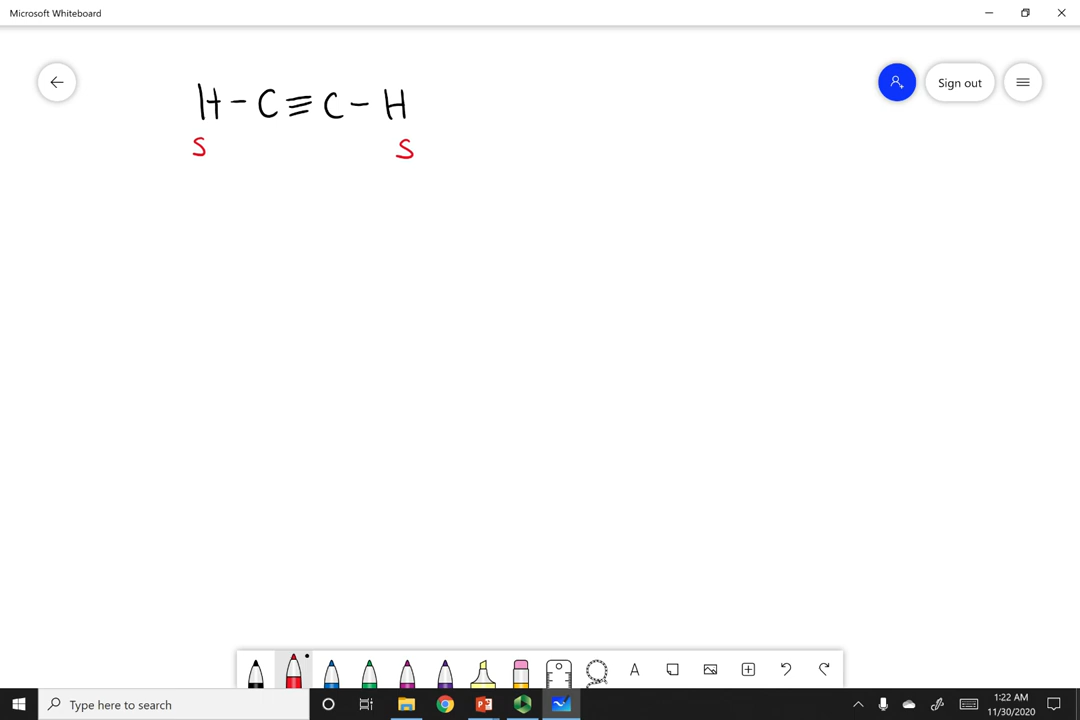 Microsoft Whiteboard
Sign out
H-C≡C-H
S S
A
Type here to search
1:22 AM
11/30/2020